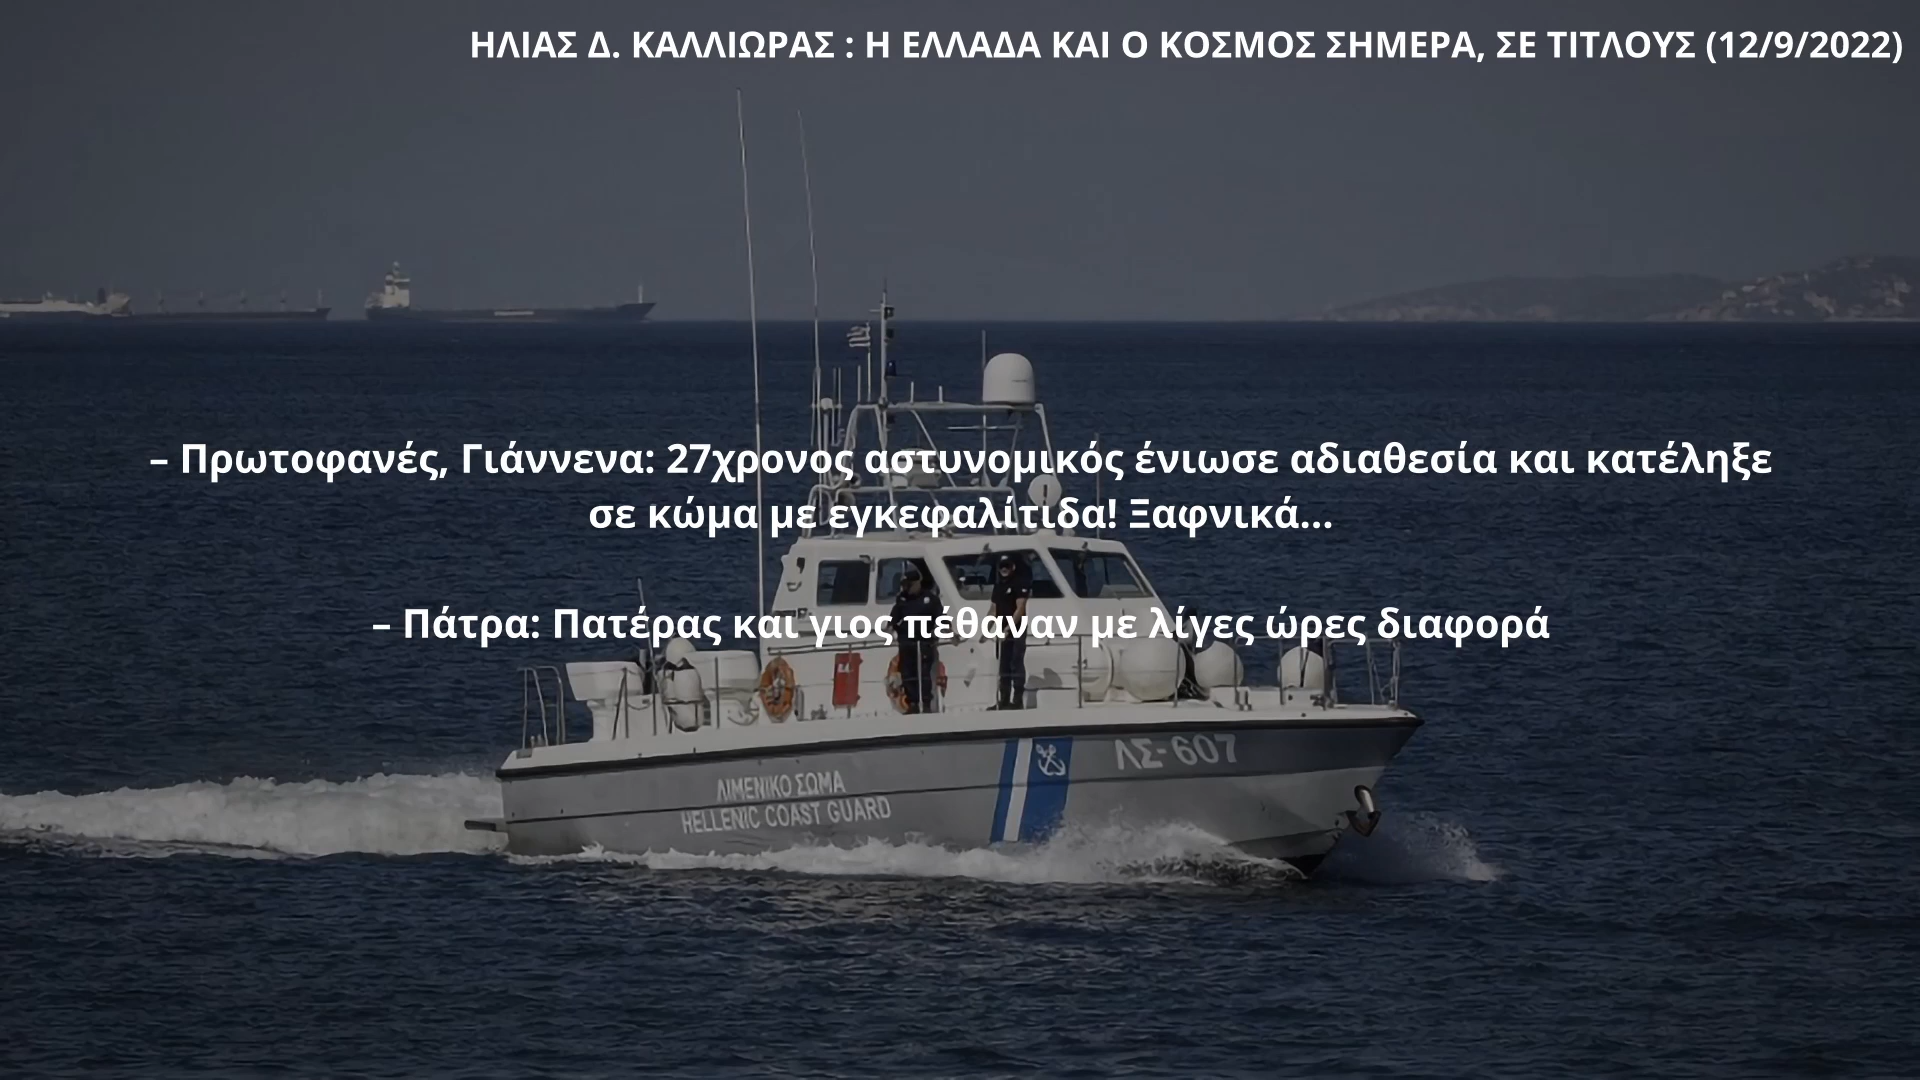 ΗΛΙΑΣ Δ. ΚΑΛΛΙΩΡΑΣ : Η ΕΛΛΑΔΑ ΚΑΙ Ο ΚΟΣΜΟΣ ΣΗΜΕΡΑ, ΣΕ ΤΙΤΛΟΥΣ (12/9/2022)
– Πρωτοφανές, Γιάννενα: 27χρονος αστυνομικός ένιωσε αδιαθεσία και κατέληξε
σε κώμα με εγκεφαλίτιδα! Ξαφνικά...
– Πάτρα: Πατέρας και γιος πέθαναν με λίγες ώρες διαφορά
ΛΣ-607
ΛΙΜΕΝΙΚΟ ΣΩΜΑ
HELLENIC COAST GUARD